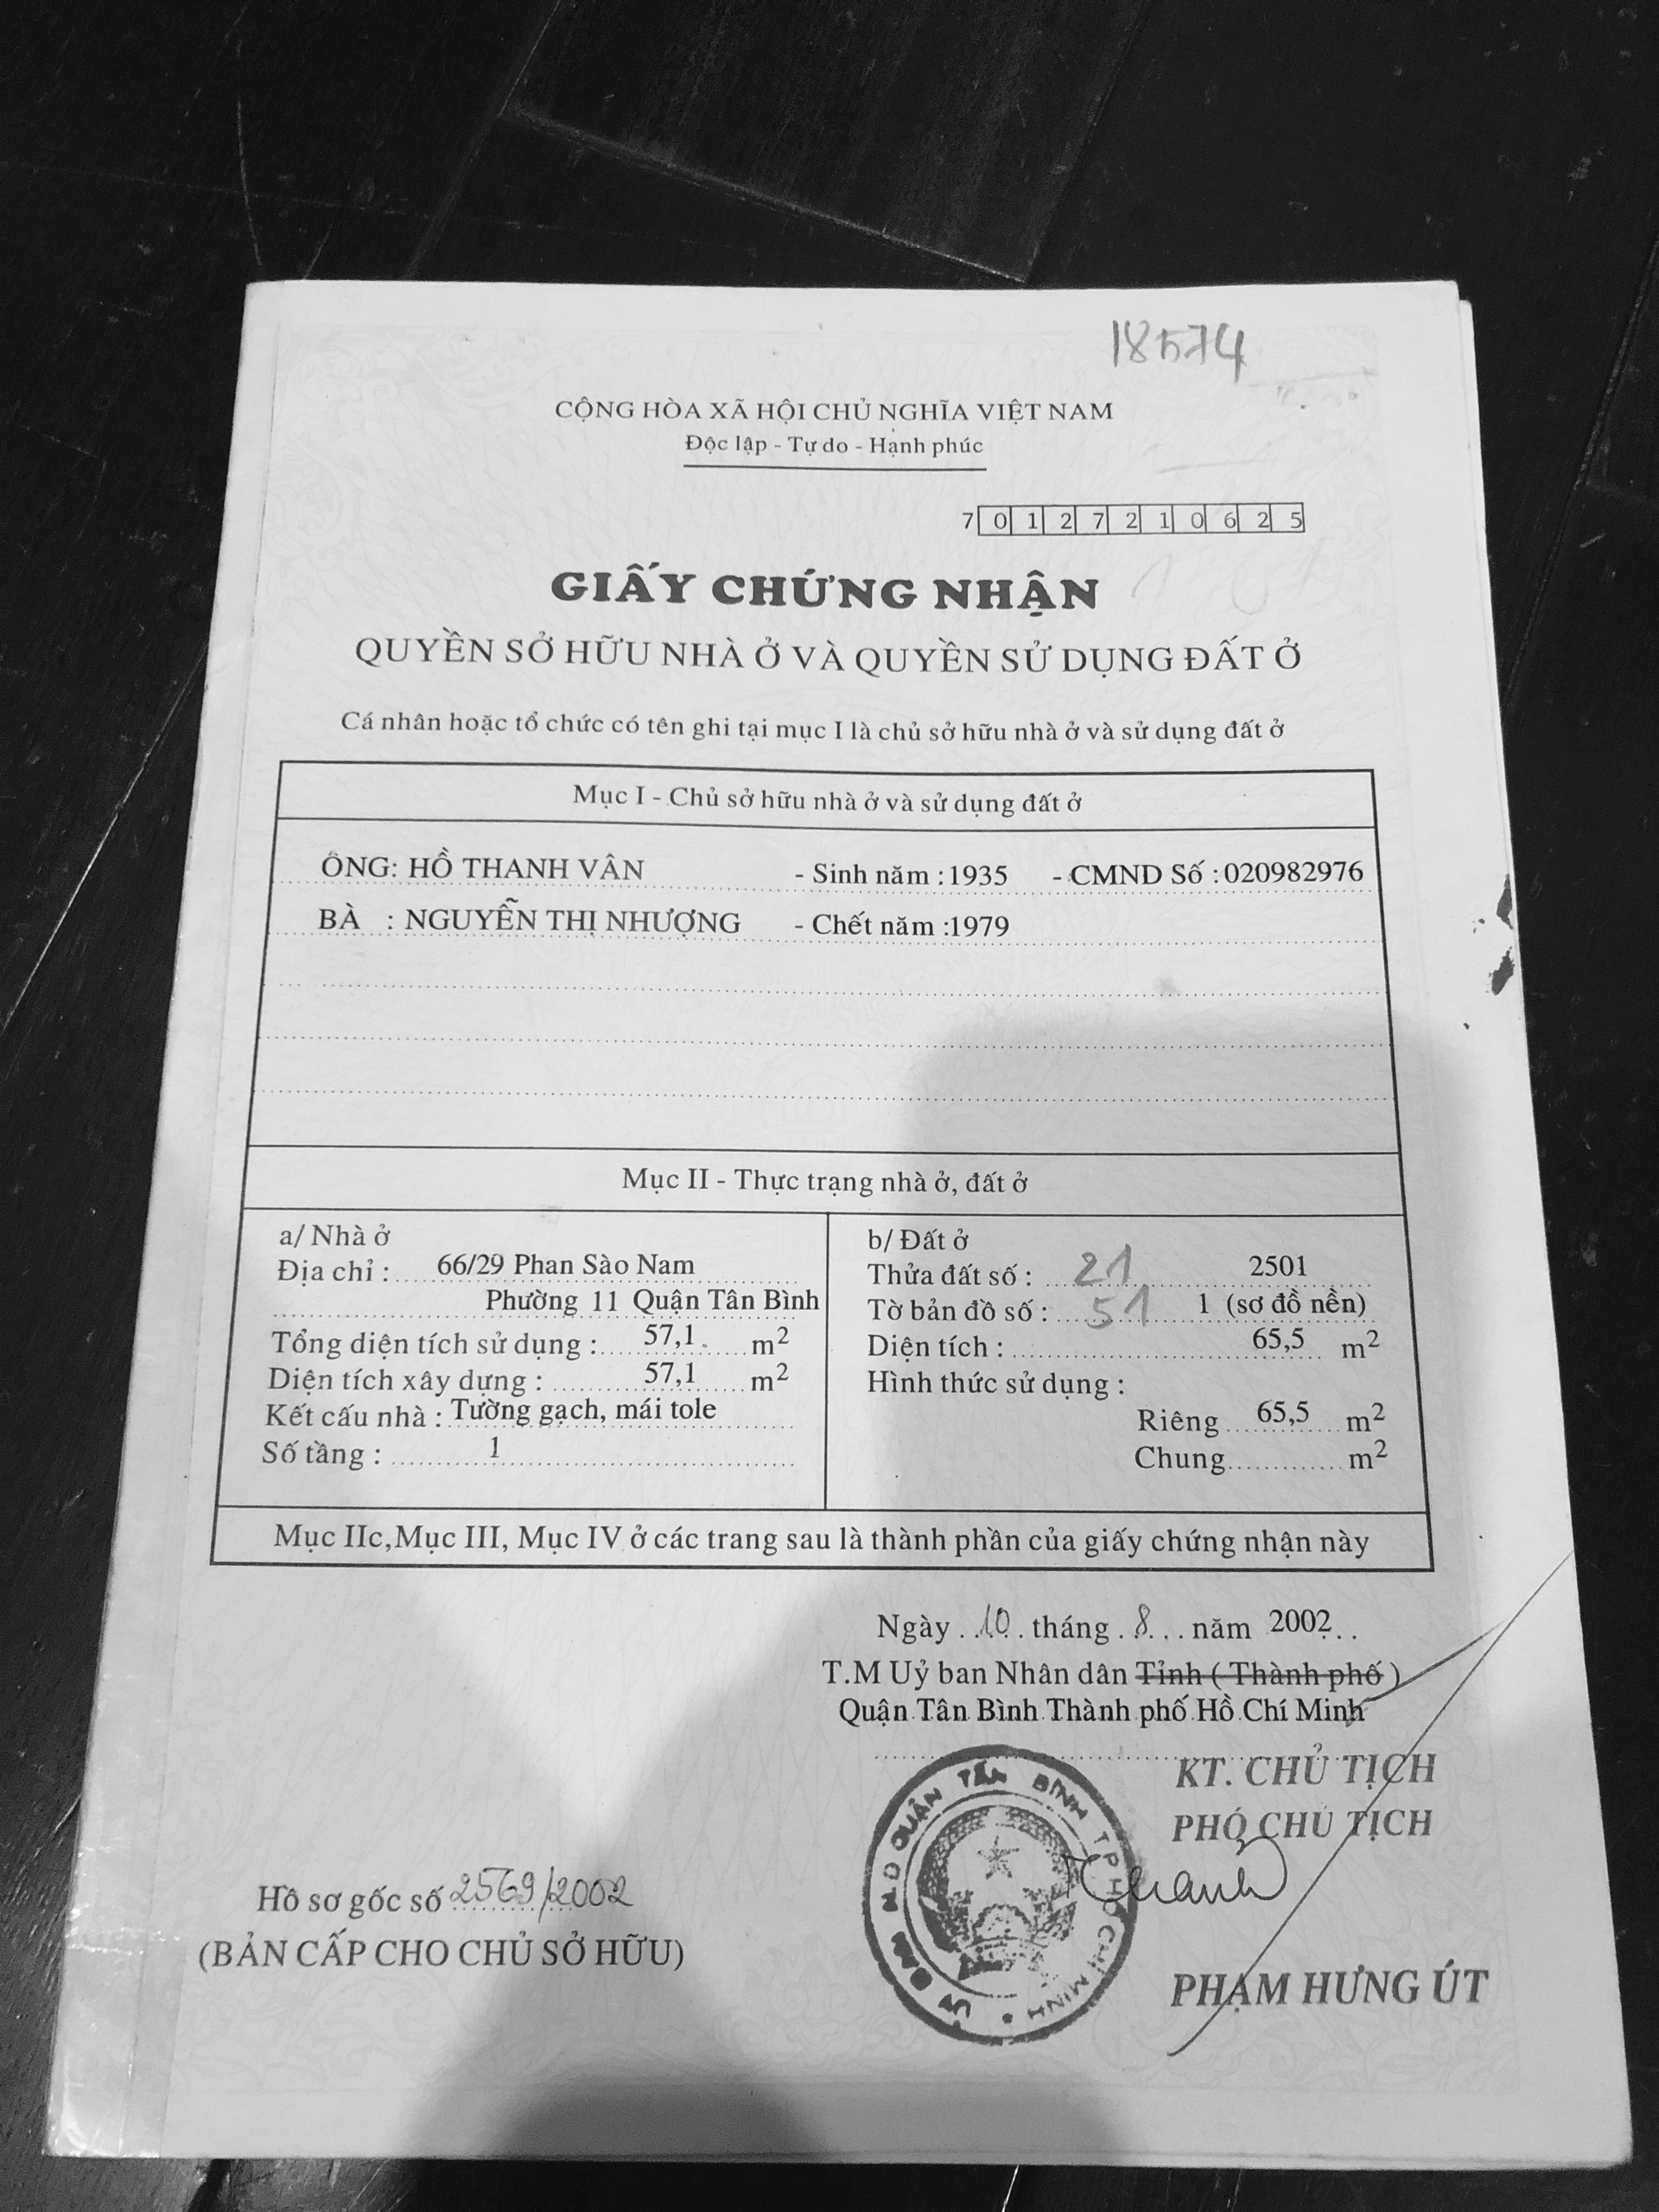 18574
CỘNG HÒA XÃ HỘI CHỦ NGHĨA VIỆT NAM
Độc lập - Tự do - Hạnh phúc
7 0 1 2 7 2 1 0 6 2 5
GIẤY CHỨNG NHẬN
QUYỀN SỞ HỮU NHÀ Ở VÀ QUYỀN SỬ DỤNG ĐẤT Ở
Cá nhân hoặc tổ chức có tên ghi tại mục I là chủ sở hữu nhà ở và sử dụng đất ở
Mục I - Chủ sở hữu nhà ở và sử dụng đất ở
ÔNG: HỒ THANH VÂN - Sinh năm : 1935 - CMND Số : 020982976
BÀ : NGUYỄN THỊ NHƯỢNG - Chết năm :1979
Mục II - Thực trạng nhà ở, đất ở
a/ Nhà ở
Địa chỉ : 66/29 Phan Sào Nam
Phường 11 Quận Tân Bình
Tổng diện tích sử dụng : 57,1 m2
Diện tích xây dựng : 57,1 m2
Kết cấu nhà : Tường gạch, mái tole
Số tầng : 1
b/ Đất ở
Thửa đất số : 21 2501
Tờ bản đồ số : 51 1 (sơ đồ nền)
Diện tích : 65,5 m2
Hình thức sử dụng :
Riêng 65,5 m2
Chung m2
Mục IIc,Mục III, Mục IV ở các trang sau là thành phần của giấy chứng nhận này
Ngày 10 tháng 8 năm 2002
T.M Uỷ ban Nhân dân Tỉnh ( Thành phố )
Quận Tân Bình Thành phố Hồ Chí Minh
KT. CHỦ TỊCH
PHÓ CHỦ TỊCH
ỦY BAN N.D QUẬN TÂN BÌNH T.P HỒ CHÍ MINH
Thanh
PHẠM HƯNG ÚT
Hồ sơ gốc số 2569/2002
(BẢN CẤP CHO CHỦ SỞ HỮU)